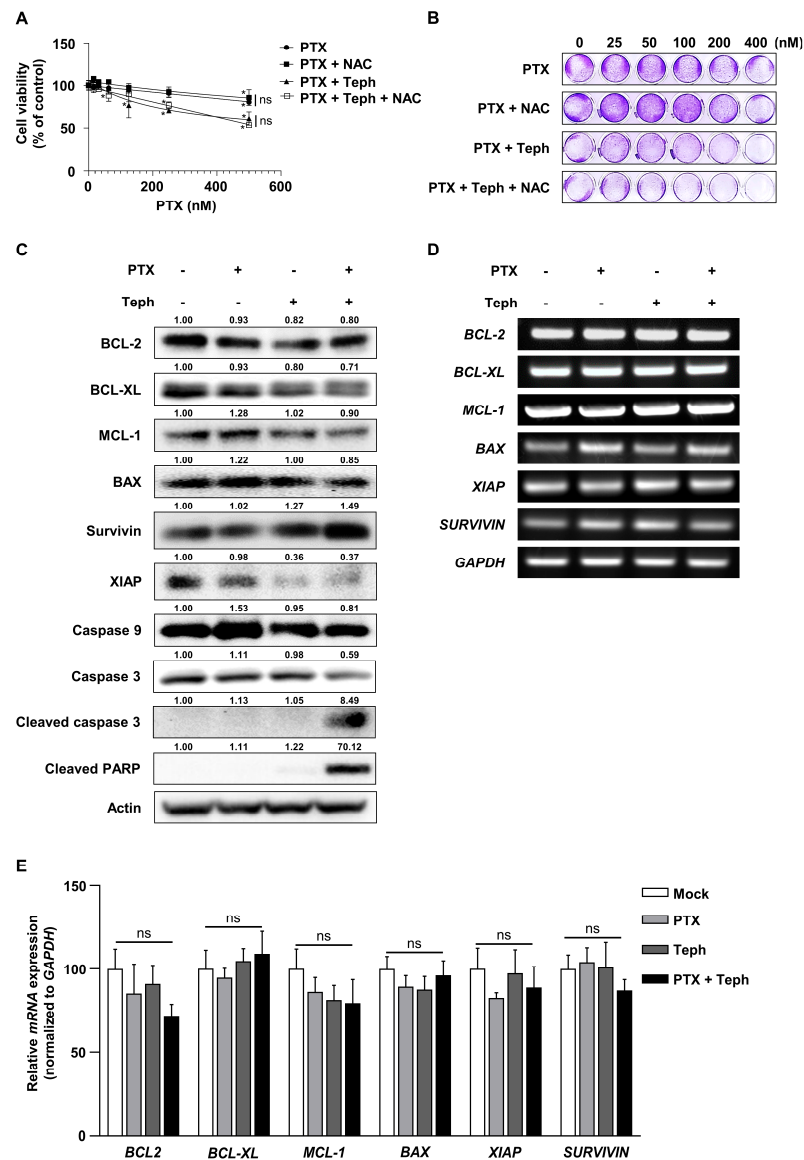 A
150
100
50
0
Cell viability
(% of control)
0 200 400 600
PTX (nM)
* * * * * * *
ns
ns
PTX
PTX + NAC
PTX + Teph
PTX + Teph + NAC
B
0 25 50 100 200 400 (nM)
PTX
PTX + NAC
PTX + Teph
PTX + Teph + NAC
C
PTX - + - +
Teph - - + +
1.00 0.93 0.82 0.80
BCL-2
1.00 0.93 0.80 0.71
BCL-XL
1.00 1.28 1.02 0.90
MCL-1
1.00 1.22 1.00 0.85
BAX
1.00 1.02 1.27 1.49
Survivin
1.00 0.98 0.36 0.37
XIAP
1.00 1.53 0.95 0.81
Caspase 9
1.00 1.11 0.98 0.59
Caspase 3
1.00 1.13 1.05 8.49
Cleaved caspase 3
1.00 1.11 1.22 70.12
Cleaved PARP
Actin
D
PTX - + - +
Teph - - + +
BCL-2
BCL-XL
MCL-1
BAX
XIAP
SURVIVIN
GAPDH
E
150
100
50
0
Relative mRNA expression
(normalized to GAPDH)
ns ns ns ns ns ns
BCL2 BCL-XL MCL-1 BAX XIAP SURVIVIN
Mock
PTX
Teph
PTX + Teph